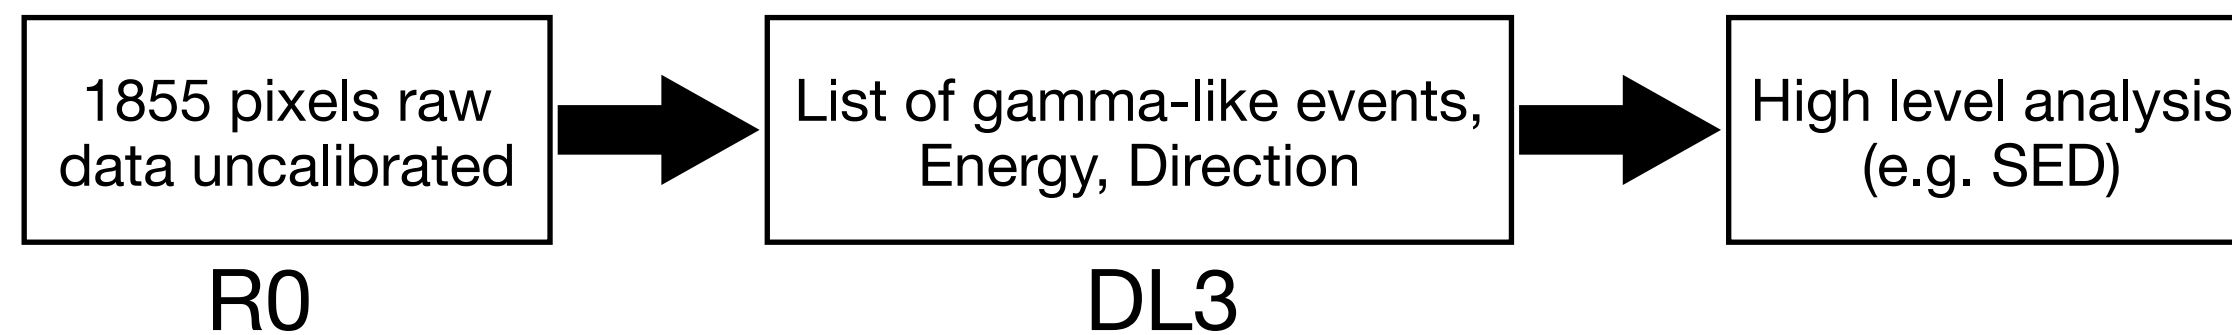 1855 pixels raw
data uncalibrated
R0
List of gamma-like events,
Energy, Direction
DL3
High level analysis
(e.g. SED)